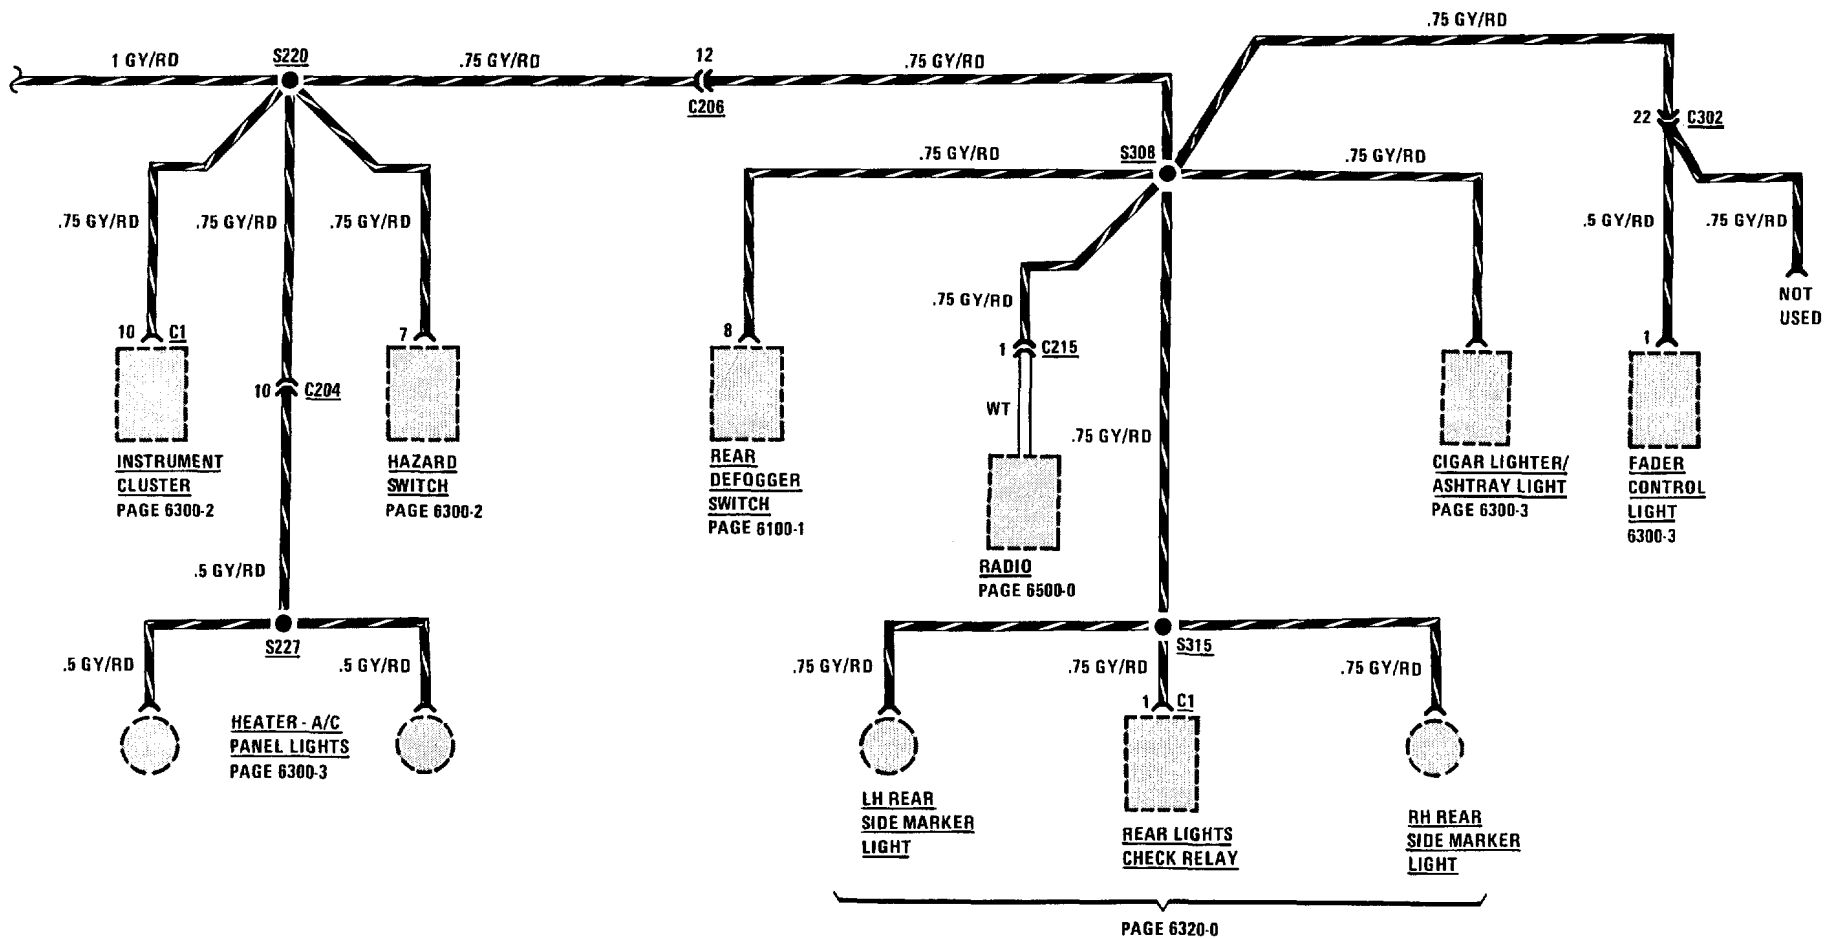 .75 GY/RD
1 GY/RD
S220
.75 GY/RD
12
C206
.75 GY/RD
22
C302
S308
.75 GY/RD
.75 GY/RD
.75 GY/RD
.75 GY/RD
.75 GY/RD
.5 GY/RD
.75 GY/RD
NOT
USED
.75 GY/RD
10
C1
7
8
1
C215
1
10
C204
WT
.75 GY/RD
INSTRUMENT
CLUSTER
PAGE 6300-2
HAZARD
SWITCH
PAGE 6300-2
REAR
DEFOGGER
SWITCH
PAGE 6100-1
CIGAR LIGHTER/
ASHTRAY LIGHT
PAGE 6300-3
FADER
CONTROL
LIGHT
6300-3
RADIO
PAGE 6500-0
.5 GY/RD
S227
S315
.5 GY/RD
.5 GY/RD
.75 GY/RD
.75 GY/RD
.75 GY/RD
1
C1
HEATER - A/C
PANEL LIGHTS
PAGE 6300-3
LH REAR
SIDE MARKER
LIGHT
REAR LIGHTS
CHECK RELAY
RH REAR
SIDE MARKER
LIGHT
PAGE 6320-0